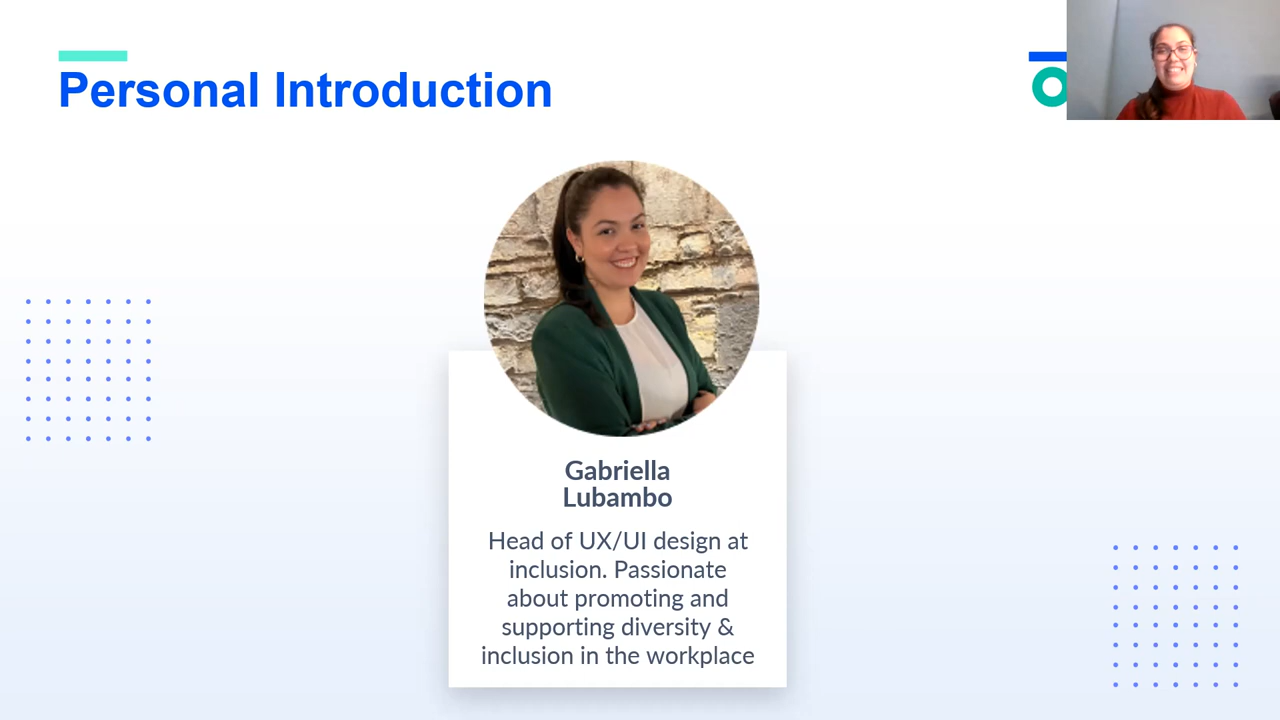 Personal Introduction
Gabriella
Lubambo
Head of UX/UI design at
inclusion. Passionate
about promoting and
supporting diversity &
inclusion in the workplace